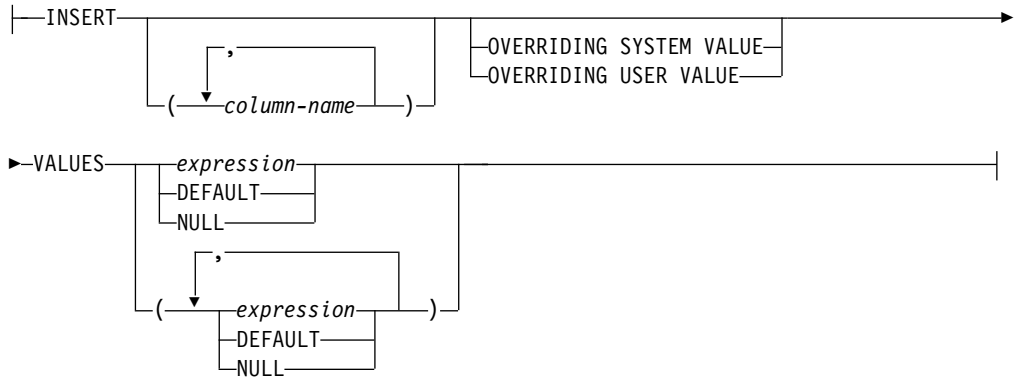 INSERT
,
( column-name )
OVERRIDING SYSTEM VALUE
OVERRIDING USER VALUE
VALUES expression
DEFAULT
NULL
,
( expression )
DEFAULT
NULL